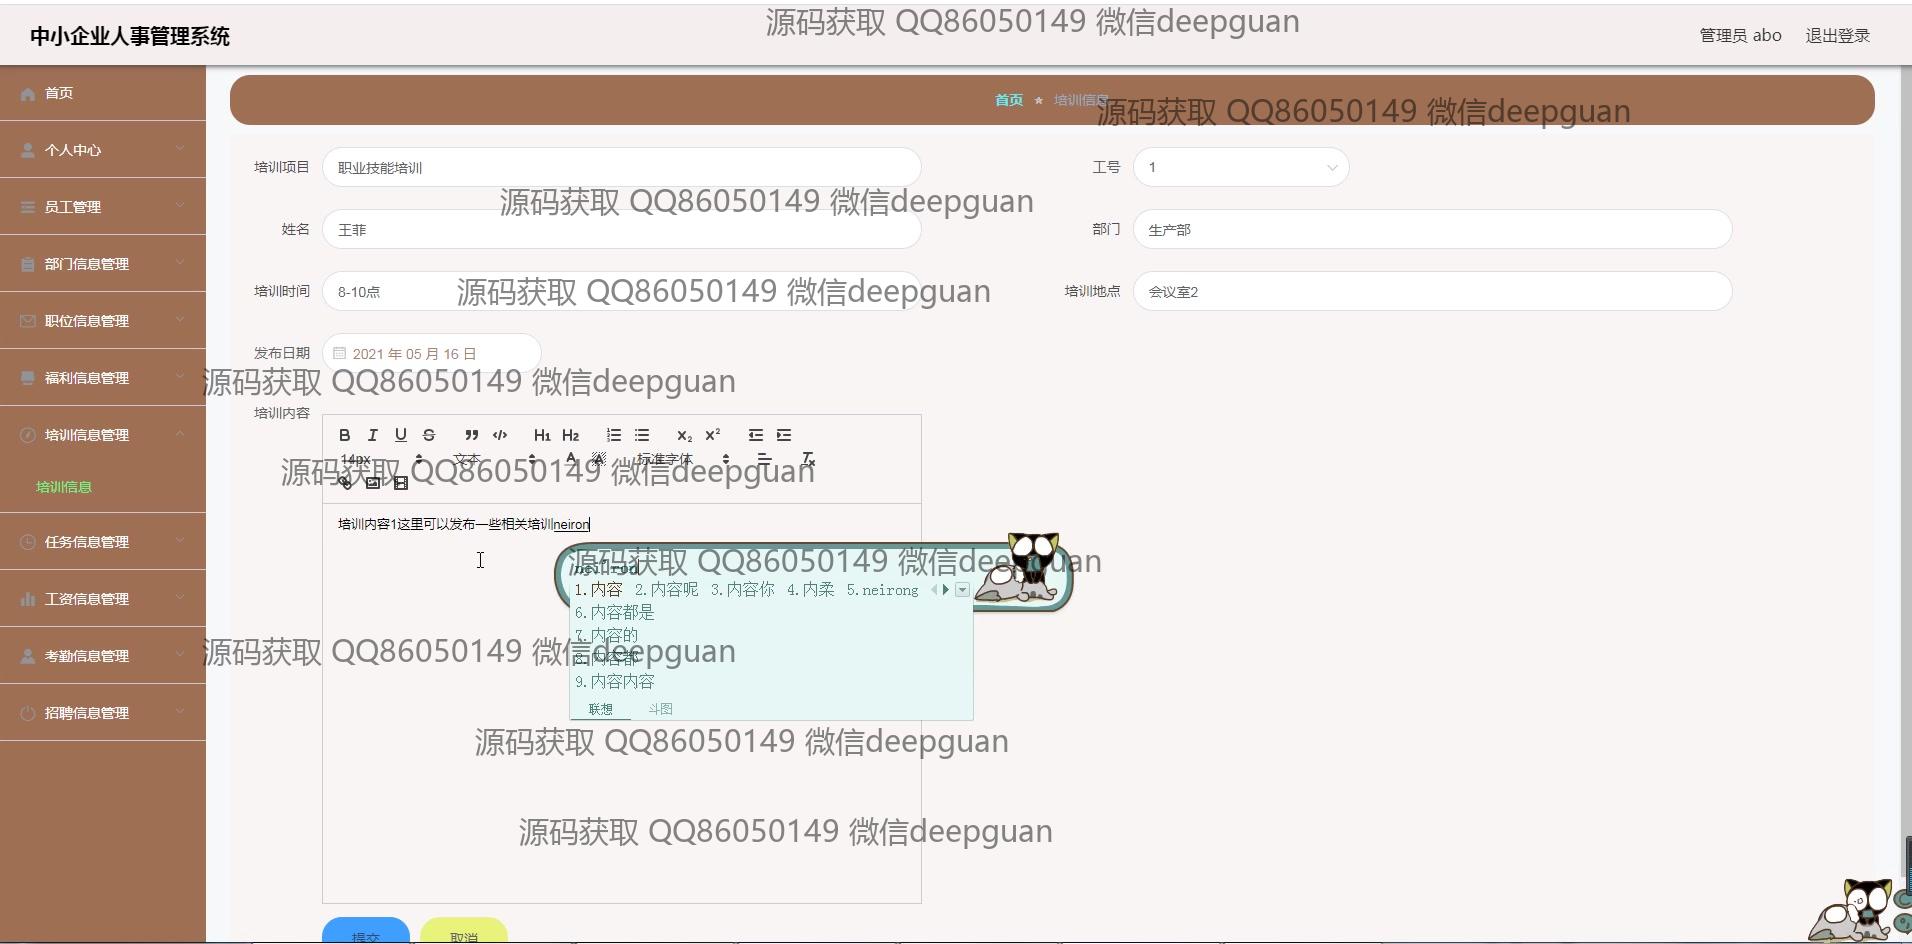 源码获取 QQ86050149 微信deepguan
中小企业人事管理系统
管理员 abo 退出登录
首页
首页 培训信息
源码获取 QQ86050149 微信deepguan
个人中心
培训项目 职业技能培训
工号 1
源码获取 QQ86050149 微信deepguan
员工管理
姓名 王菲
部门 生产部
部门信息管理
培训时间 8-10点
源码获取 QQ86050149 微信deepguan
培训地点 会议室2
职位信息管理
发布日期 2021 年 05 月 16 日
福利信息管理
源码获取 QQ86050149 微信deepguan
培训内容
培训信息管理
B I U S H1 H2 X2 X2
14px 文本 A A 标准字体 Tx
源码获取 QQ86050149 微信deepguan
培训信息
培训内容1这里可以发布一些相关培训neiron
任务信息管理
源码获取 QQ86050149 微信deepguan
nei'ron
1.内容 2.内容呢 3.内容你 4.内柔 5.neirong
工资信息管理
6.内容都是
7.内容的
考勤信息管理
源码获取 QQ86050149 微信deepguan
8.内容都
9.内容内容
招聘信息管理
联想 斗图
源码获取 QQ86050149 微信deepguan
源码获取 QQ86050149 微信deepguan
提交 取消